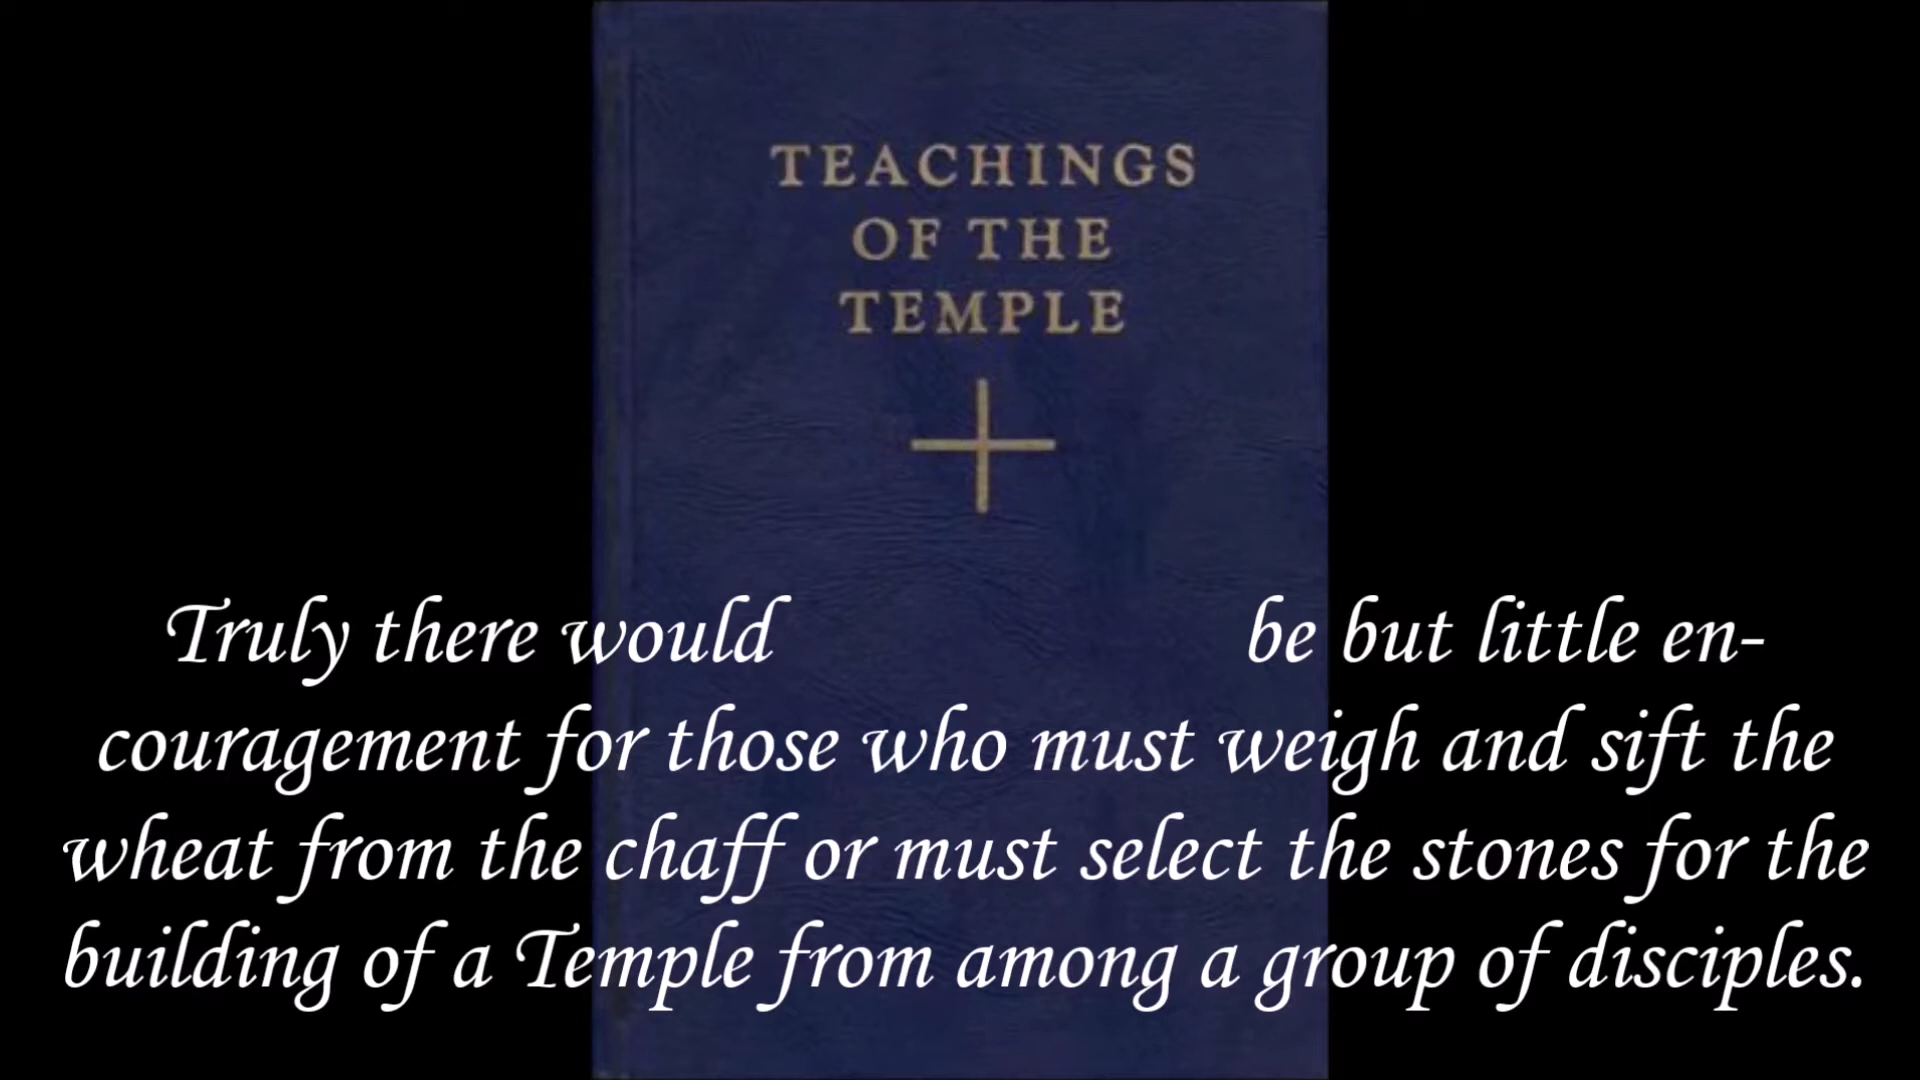 TEACHINGS
OF THE
TEMPLE
Truly there would be but little en-
couragement for those who must weigh and sift the
wheat from the chaff or must select the stones for the
building of a Temple from among a group of disciples.